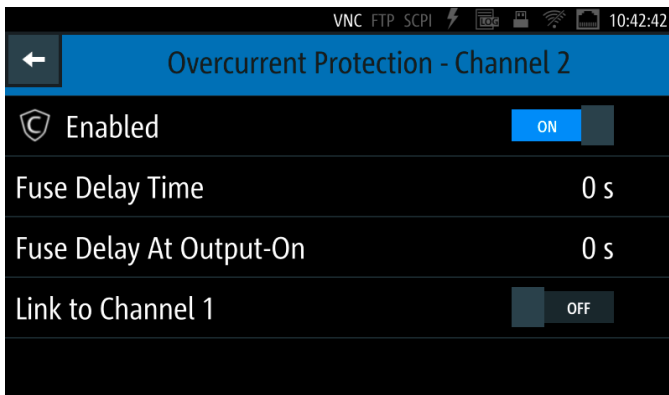 VNC FTP SCPI LOG 10:42:42
Overcurrent Protection - Channel 2
C Enabled ON
Fuse Delay Time 0 s
Fuse Delay At Output-On 0 s
Link to Channel 1 OFF